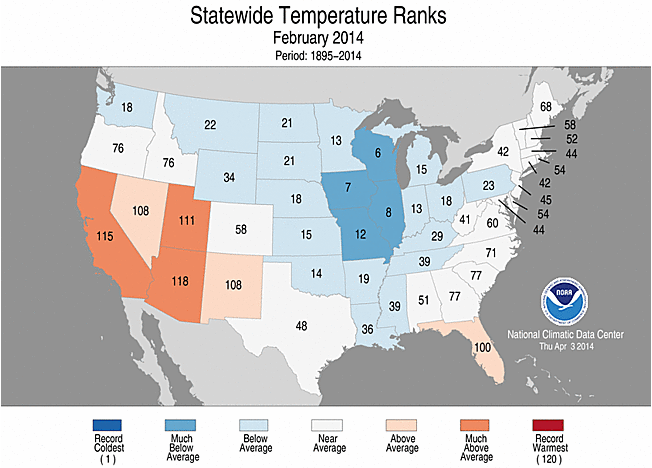 Statewide Temperature Ranks
February 2014
Period: 1895–2014
68
18
58
22
21
13
52
76
6
42
44
76
15
54
21
34
7
23
42
18
8
13
18
45
108
111
58
41
60
54
115
15
12
29
44
39
71
118
108
14
19
77
51
77
39
48
36
NOAA
100
National Climatic Data Center
Thu Apr 3 2014
Record
Coldest
( 1 )
Much
Below
Average
Below
Average
Near
Average
Above
Average
Much
Above
Average
Record
Warmest
( 120 )